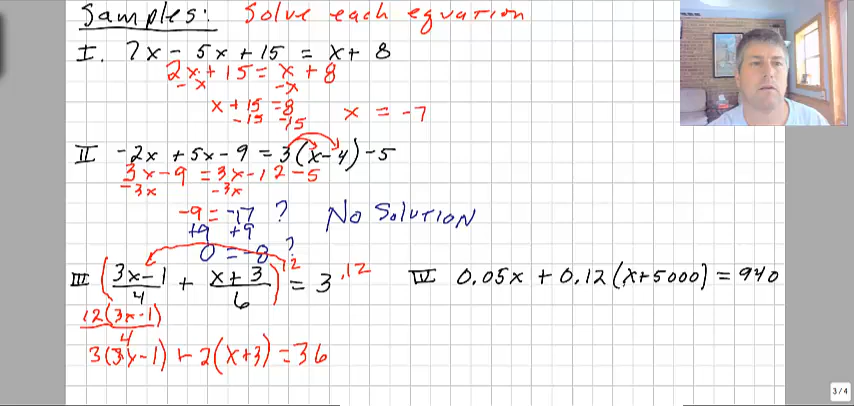 Samples: Solve each equation
I. 7x - 5x + 15 = x + 8
2x + 15 = x + 8
-x -x
x + 15 = 8 x = -7
-15 -15
II -2x + 5x - 9 = 3(x - 4) - 5
3x - 9 = 3x - 12 - 5
-3x -3x
-9 = -17 ? No Solution
+9 +9
0 = -8 ?
III (3x-1/4 + x+3/6) 12 = 3 . 12 IV 0.05x + 0.12(x+5000) = 940
12(3x-1)/4
3(3x-1) + 2(x+3) = 36
3/4